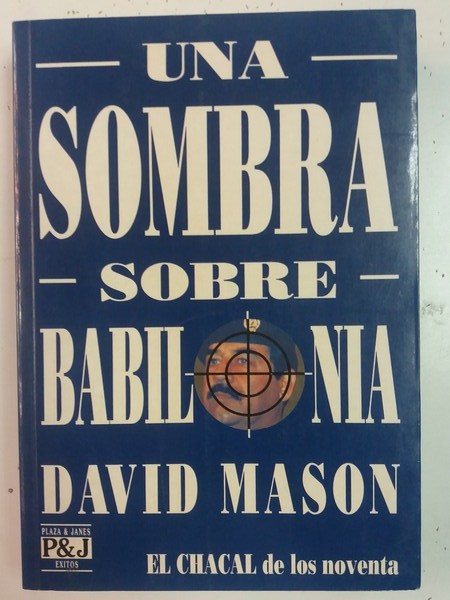 UNA
SOMBRA
SOBRE
BABILONIA
DAVID MASON
PLAZA & JANES
P&J
EXITOS
EL CHACAL de los noventa